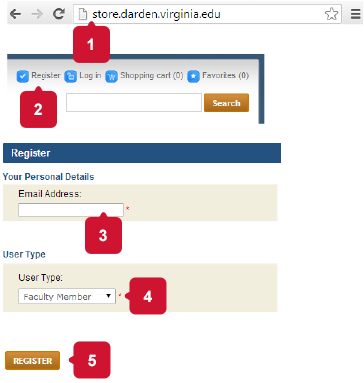 store.darden.virginia.edu
1
Register Log in Shopping cart (0) Favorites (0)
2
Search
Register
Your Personal Details
Email Address:
*
3
User Type
User Type:
Faculty Member * 4
REGISTER 5